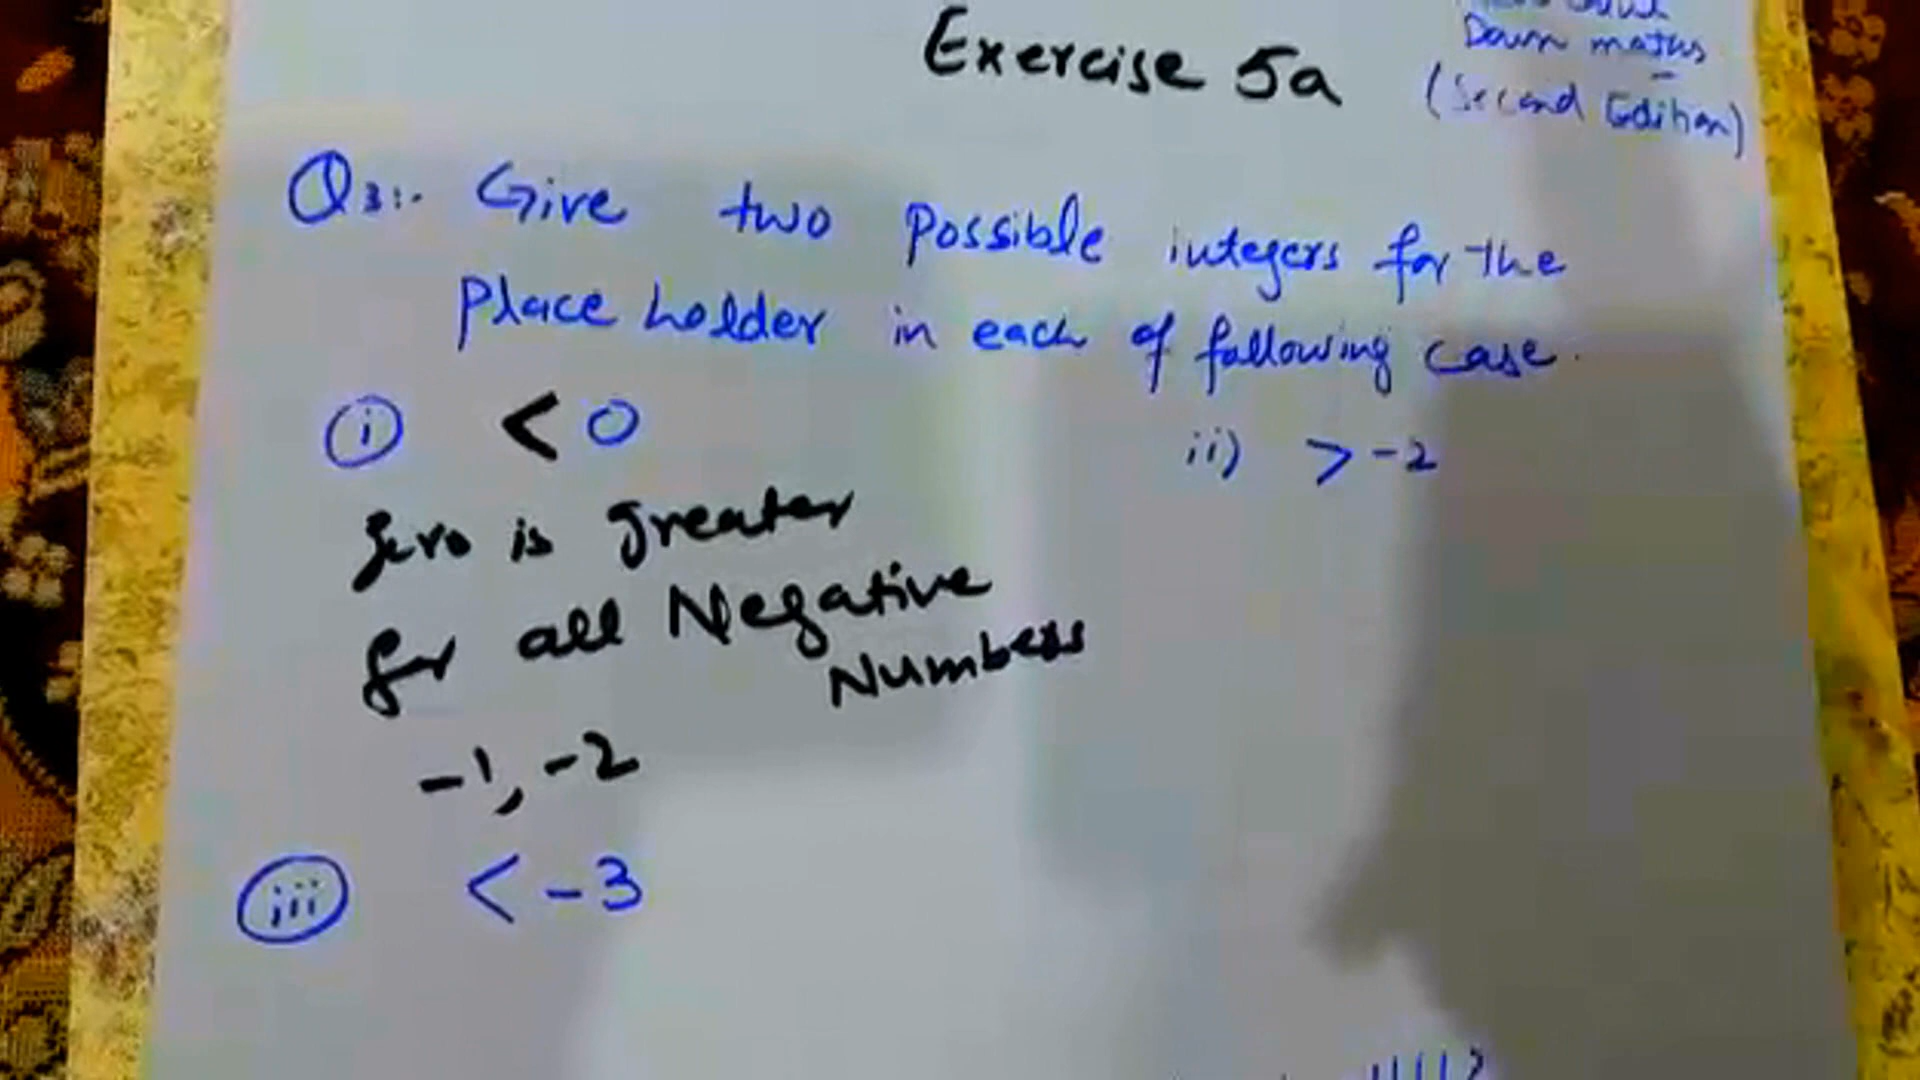 Exercise 5a
Down maths
(Second Edition)
Q3:- Give two possible integers for the
Place holder in each of following case.
i < 0
ii) > -2
Zero is greater
for all Negative
Numbers
-1, -2
iii < -3